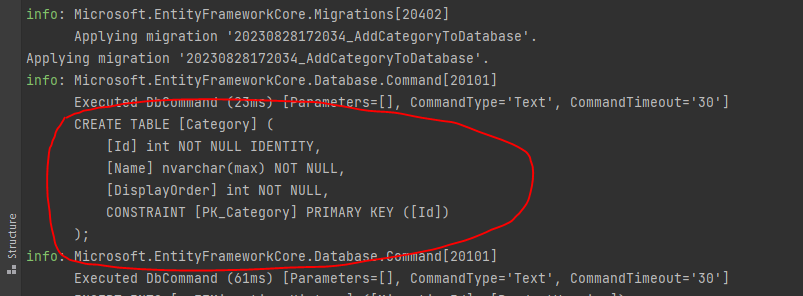 info: Microsoft.EntityFrameworkCore.Migrations[20402]
Applying migration '20230828172034_AddCategoryToDatabase'.
Applying migration '20230828172034_AddCategoryToDatabase'.
info: Microsoft.EntityFrameworkCore.Database.Command[20101]
Executed DbCommand (23ms) [Parameters=[], CommandType='Text', CommandTimeout='30']
CREATE TABLE [Category] (
[Id] int NOT NULL IDENTITY,
[Name] nvarchar(max) NOT NULL,
[DisplayOrder] int NOT NULL,
CONSTRAINT [PK_Category] PRIMARY KEY ([Id])
);
Structure
info: Microsoft.EntityFrameworkCore.Database.Command[20101]
Executed DbCommand (61ms) [Parameters=[], CommandType='Text', CommandTimeout='30']